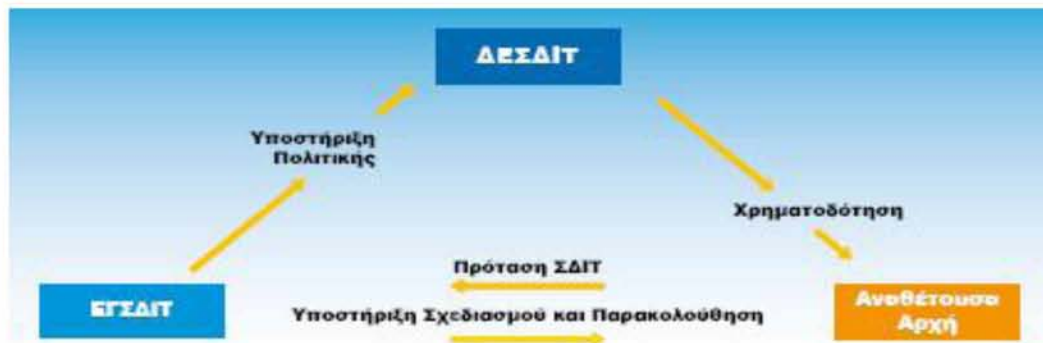 ΔΕΣΔΙΤ
Υποστήριξη
Πολιτικής
Χρηματοδότηση
Πρόταση ΣΔΙΤ
ΕΓΣΔΙΤ
Υποστήριξη Σχεδιασμού και Παρακολούθηση
Αναθέτουσα
Αρχή